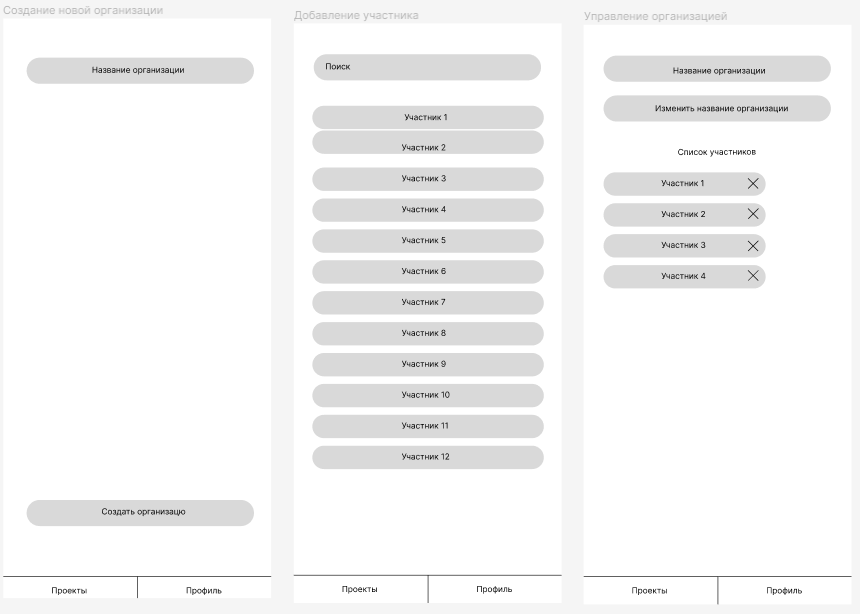 Создание новой организации
Название организации
Создать организацю
Проекты
Профиль
Добавление участника
Поиск
Участник 1
Участник 2
Участник 3
Участник 4
Участник 5
Участник 6
Участник 7
Участник 8
Участник 9
Участник 10
Участник 11
Участник 12
Проекты
Профиль
Управление организацией
Название организации
Изменить название организации
Список участников
Участник 1
Участник 2
Участник 3
Участник 4
Проекты
Профиль